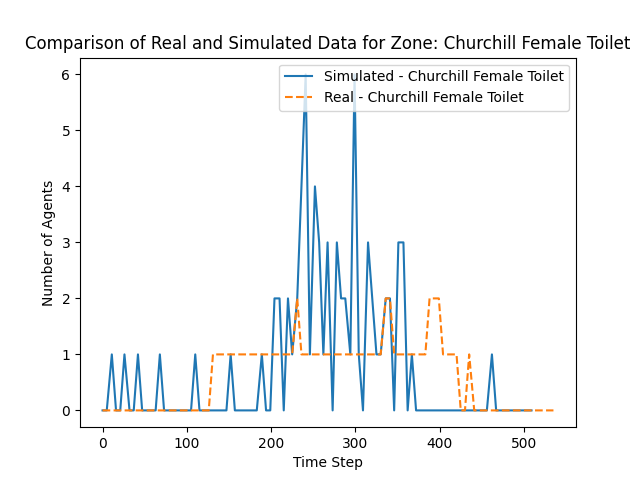 Comparison of Real and Simulated Data for Zone: Churchill Female Toilet
Simulated - Churchill Female Toilet
Real - Churchill Female Toilet
Number of Agents
6
5
4
3
2
1
0
0 100 200 300 400 500
Time Step